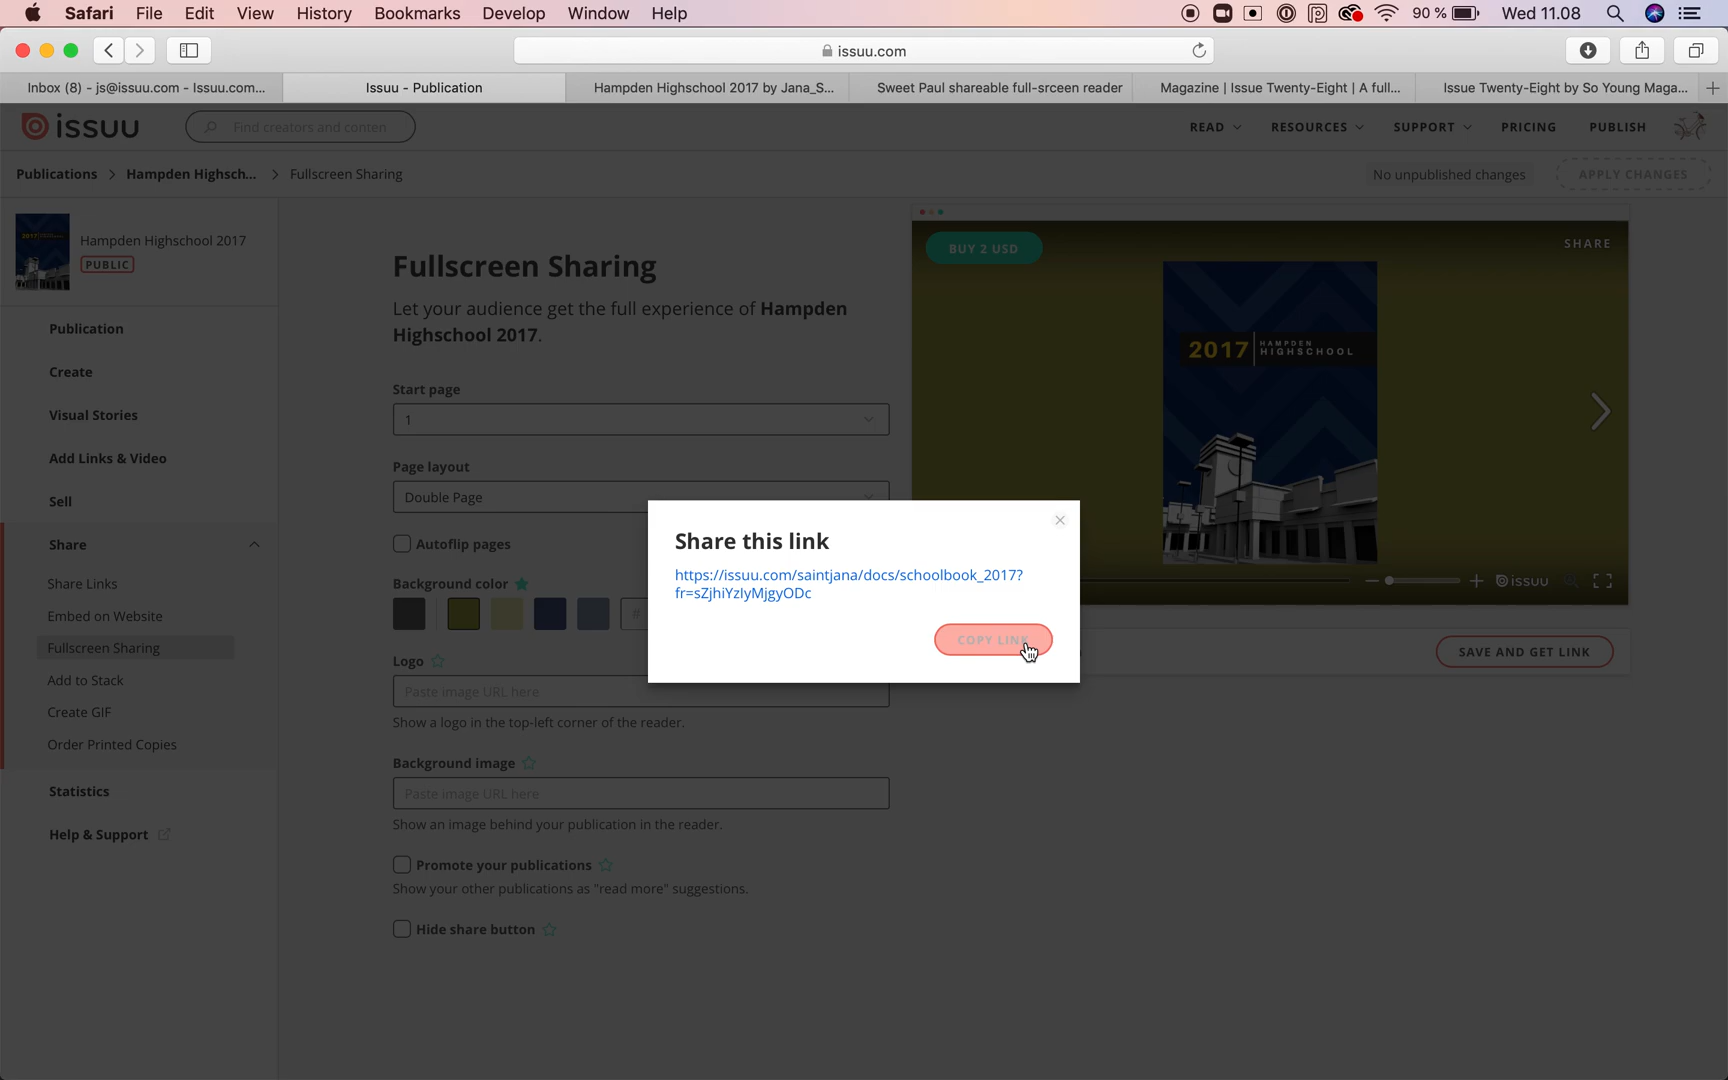 Safari File Edit View History Bookmarks Develop Window Help 90 % Wed 11.08
issuu.com
Inbox (8) - js@issuu.com - Issuu.com... Issuu - Publication Hampden Highschool 2017 by Jana_S... Sweet Paul shareable full-srceen reader Magazine | Issue Twenty-Eight | A full... Issue Twenty-Eight by So Young Maga...
issuu Find creators and conten READ RESOURCES SUPPORT PRICING PUBLISH
Publications > Hampden Highsch... > Fullscreen Sharing No unpublished changes APPLY CHANGES
Hampden Highschool 2017
PUBLIC
Publication
Create
Visual Stories
Add Links & Video
Sell
Share
Share Links
Embed on Website
Fullscreen Sharing
Add to Stack
Create GIF
Order Printed Copies
Statistics
Help & Support
Fullscreen Sharing
Let your audience get the full experience of Hampden
Highschool 2017.
Start page
1
Page layout
Double Page
Autoflip pages
Background color
#
Logo
Paste image URL here
Show a logo in the top-left corner of the reader.
Background image
Paste image URL here
Show an image behind your publication in the reader.
Promote your publications
Show your other publications as "read more" suggestions.
Hide share button
BUY 2 USD SHARE
2017 HAMPDEN
HIGHSCHOOL
issuu
SAVE AND GET LINK
Share this link
https://issuu.com/saintjana/docs/schoolbook_2017?
fr=sZjhiYzIyMjgyODc
COPY LINK